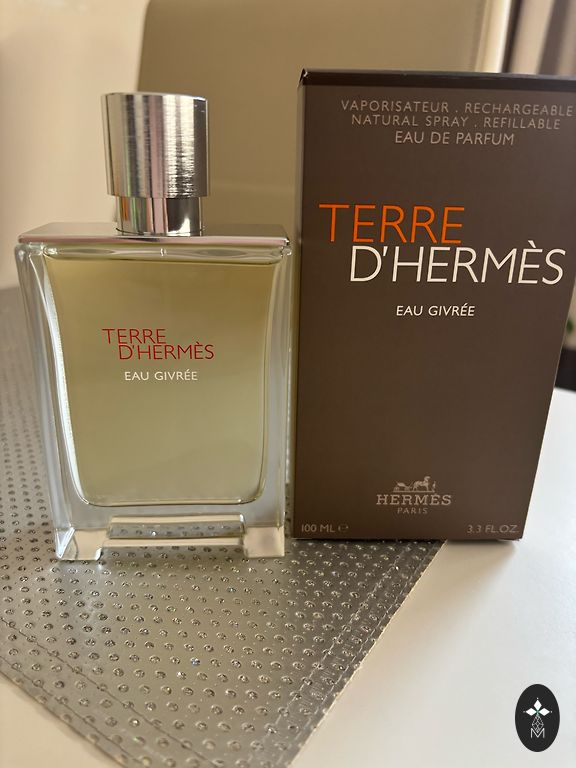 TERRE
D'HERMÈS
EAU GIVRÉE
VAPORISATEUR . RECHARGEABLE
NATURAL SPRAY . REFILLABLE
EAU DE PARFUM
TERRE
D'HERMÈS
EAU GIVRÉE
HERMÈS
PARIS
100 ML ℮
3.3 FL.OZ.
M